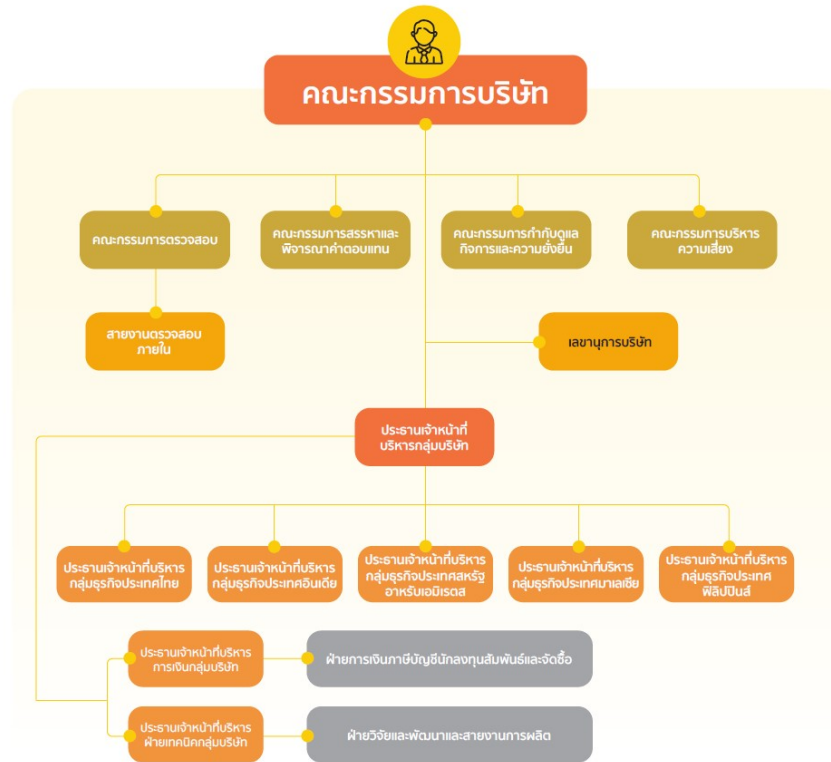 คณะกรรมการบริษัท
คณะกรรมการตรวจสอบ
คณะกรรมการสรรหาและ
พิจารณาค่าตอบแทน
คณะกรรมการกำกับดูแล
กิจการและความยั่งยืน
คณะกรรมการบริหาร
ความเสี่ยง
สายงานตรวจสอบ
ภายใน
เลขานุการบริษัท
ประธานเจ้าหน้าที่
บริหารกลุ่มบริษัท
ประธานเจ้าหน้าที่บริหาร
กลุ่มธุรกิจประเทศไทย
ประธานเจ้าหน้าที่บริหาร
กลุ่มธุรกิจประเทศอินเดีย
ประธานเจ้าหน้าที่บริหาร
กลุ่มธุรกิจประเทศสหรัฐ
อาหรับเอมิเรตส
ประธานเจ้าหน้าที่บริหาร
กลุ่มธุรกิจประเทศมาเลเซีย
ประธานเจ้าหน้าที่บริหาร
กลุ่มธุรกิจประเทศ
ฟิลิปปินส์
ประธานเจ้าหน้าที่บริหาร
การเงินกลุ่มบริษัท
ฝ่ายการเงินภาษีบัญชีนักลงทุนสัมพันธ์และจัดซื้อ
ประธานเจ้าหน้าที่บริหาร
ฝ่ายเทคนิคกลุ่มบริษัท
ฝ่ายวิจัยและพัฒนาและสายงานการผลิต